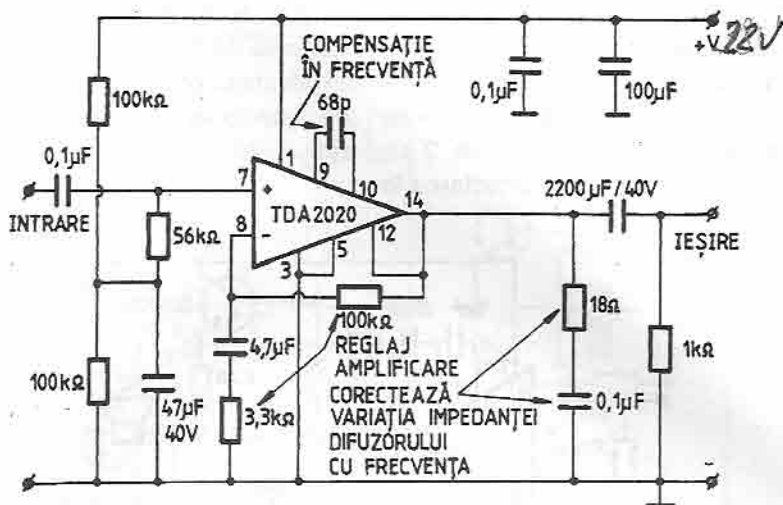 +V 22V
COMPENSAȚIE
ÎN FRECVENȚĂ
0,1µF
100µF
100kΩ
68p
0,1µF
1
9
10
7
+
14
2200µF/40V
INTRARE
TDA2020
8
-
12
IEȘIRE
56kΩ
5
3
18Ω
100kΩ
1kΩ
4,7µF
REGLAJ
AMPLIFICARE
100kΩ
CORECTEAZĂ
0,1µF
47µF
40V
3,3kΩ
VARIAȚIA IMPEDANȚEI
DIFUZORULUI
CU FRECVENȚA
-